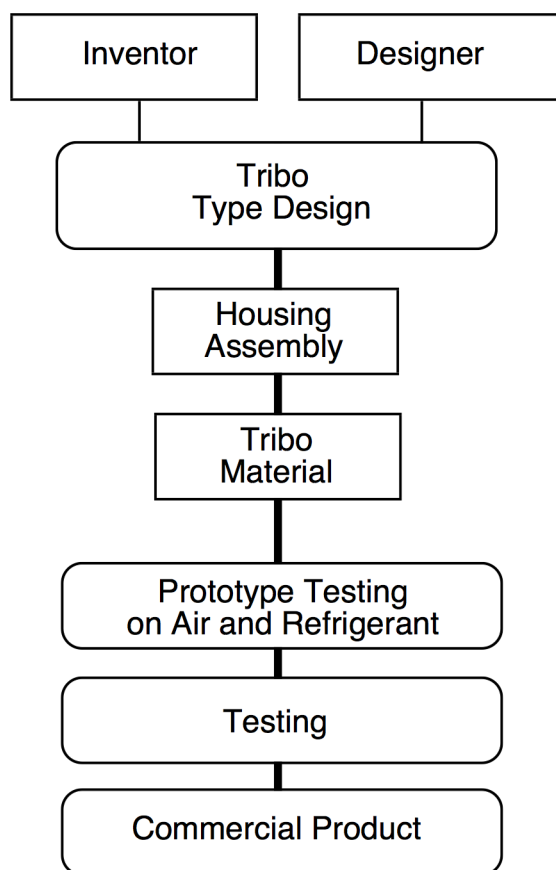 Inventor
Designer
Tribo
Type Design
Housing
Assembly
Tribo
Material
Prototype Testing
on Air and Refrigerant
Testing
Commercial Product